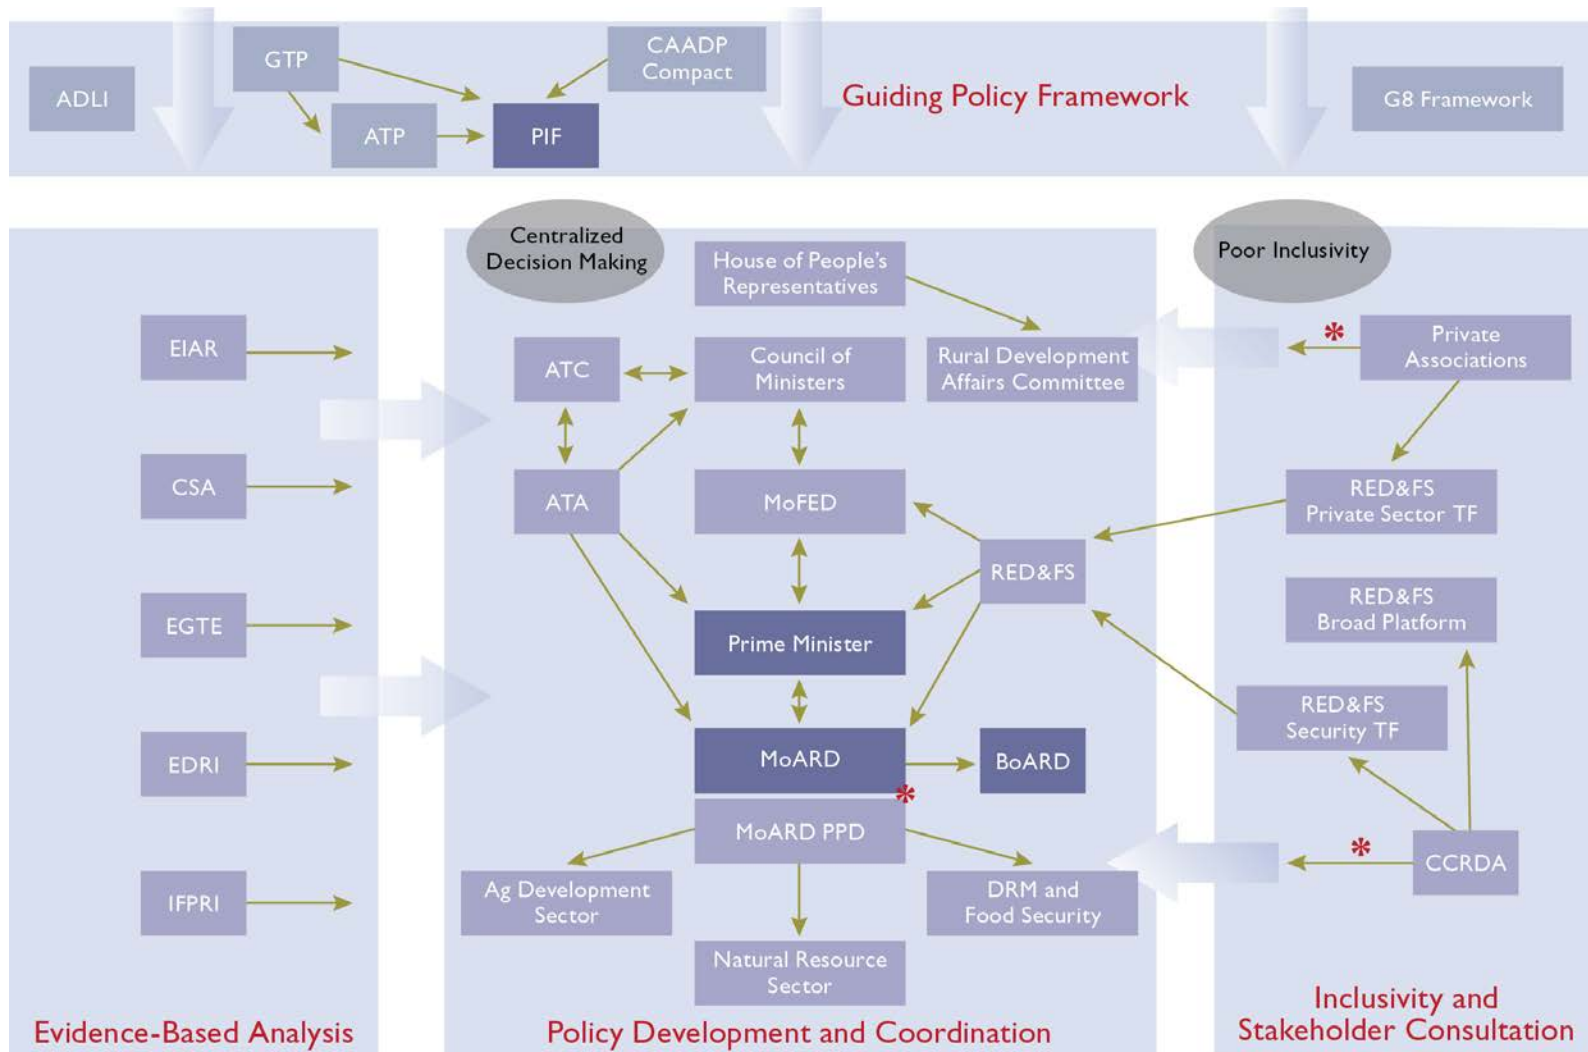 GTP
CAADP
Compact
ADLI
Guiding Policy Framework
G8 Framework
ATP
PIF
Centralized
Decision Making
Poor Inclusivity
House of People's
Representatives
EIAR
ATC
Council of
Ministers
Rural Development
Affairs Committee
*
Private
Associations
CSA
ATA
MoFED
RED&FS
Private Sector TF
RED&FS
RED&FS
Broad Platform
EGTE
Prime Minister
RED&FS
Security TF
EDRI
MoARD
BoARD
*
MoARD PPD
*
CCRDA
IFPRI
Ag Development
Sector
DRM and
Food Security
Natural Resource
Sector
Evidence-Based Analysis
Policy Development and Coordination
Inclusivity and
Stakeholder Consultation